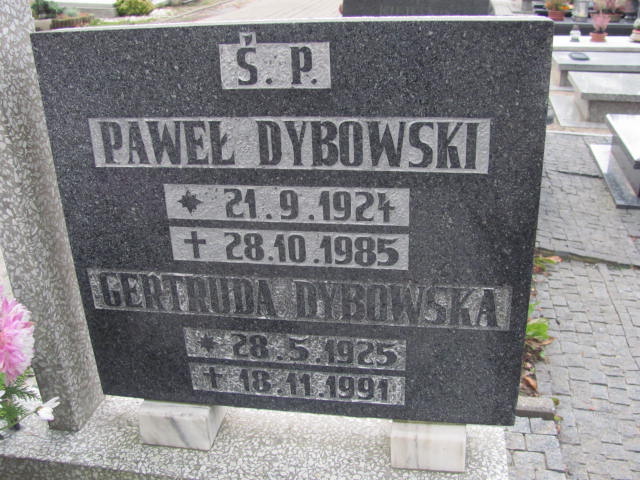 Ś. P.
PAWEŁ DYBOWSKI
* 21.9.1924
† 28.10.1985
GERTRUDA DYBOWSKA
* 28.5.1925
† 18.11.1991